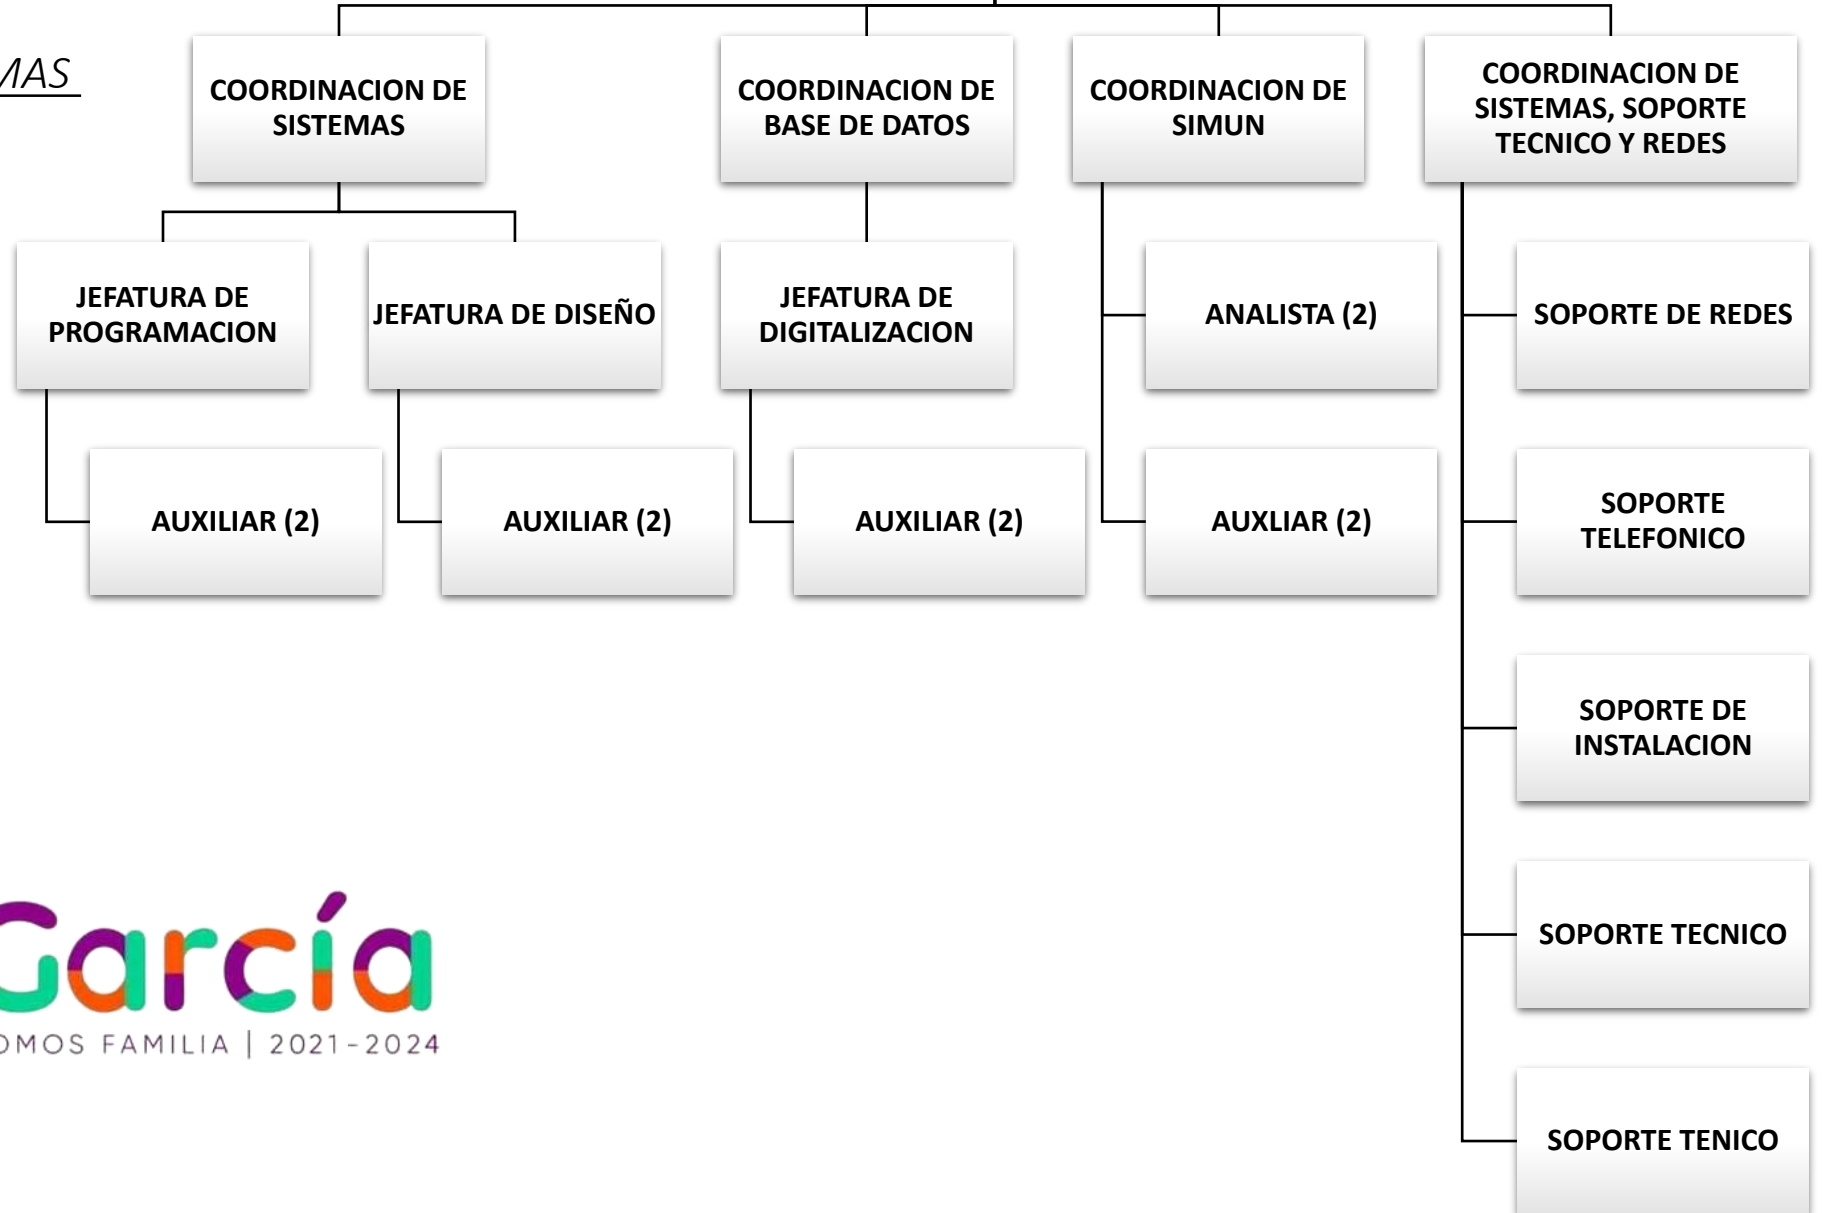 MAS
COORDINACION DE
SISTEMAS
COORDINACION DE
BASE DE DATOS
COORDINACION DE
SIMUN
COORDINACION DE
SISTEMAS, SOPORTE
TECNICO Y REDES
JEFATURA DE
PROGRAMACION
JEFATURA DE DISEÑO
JEFATURA DE
DIGITALIZACION
ANALISTA (2)
SOPORTE DE REDES
AUXILIAR (2)
AUXILIAR (2)
AUXILIAR (2)
AUXLIAR (2)
SOPORTE
TELEFONICO
SOPORTE DE
INSTALACION
SOPORTE TECNICO
SOPORTE TENICO
García
OMOS FAMILIA | 2021-2024